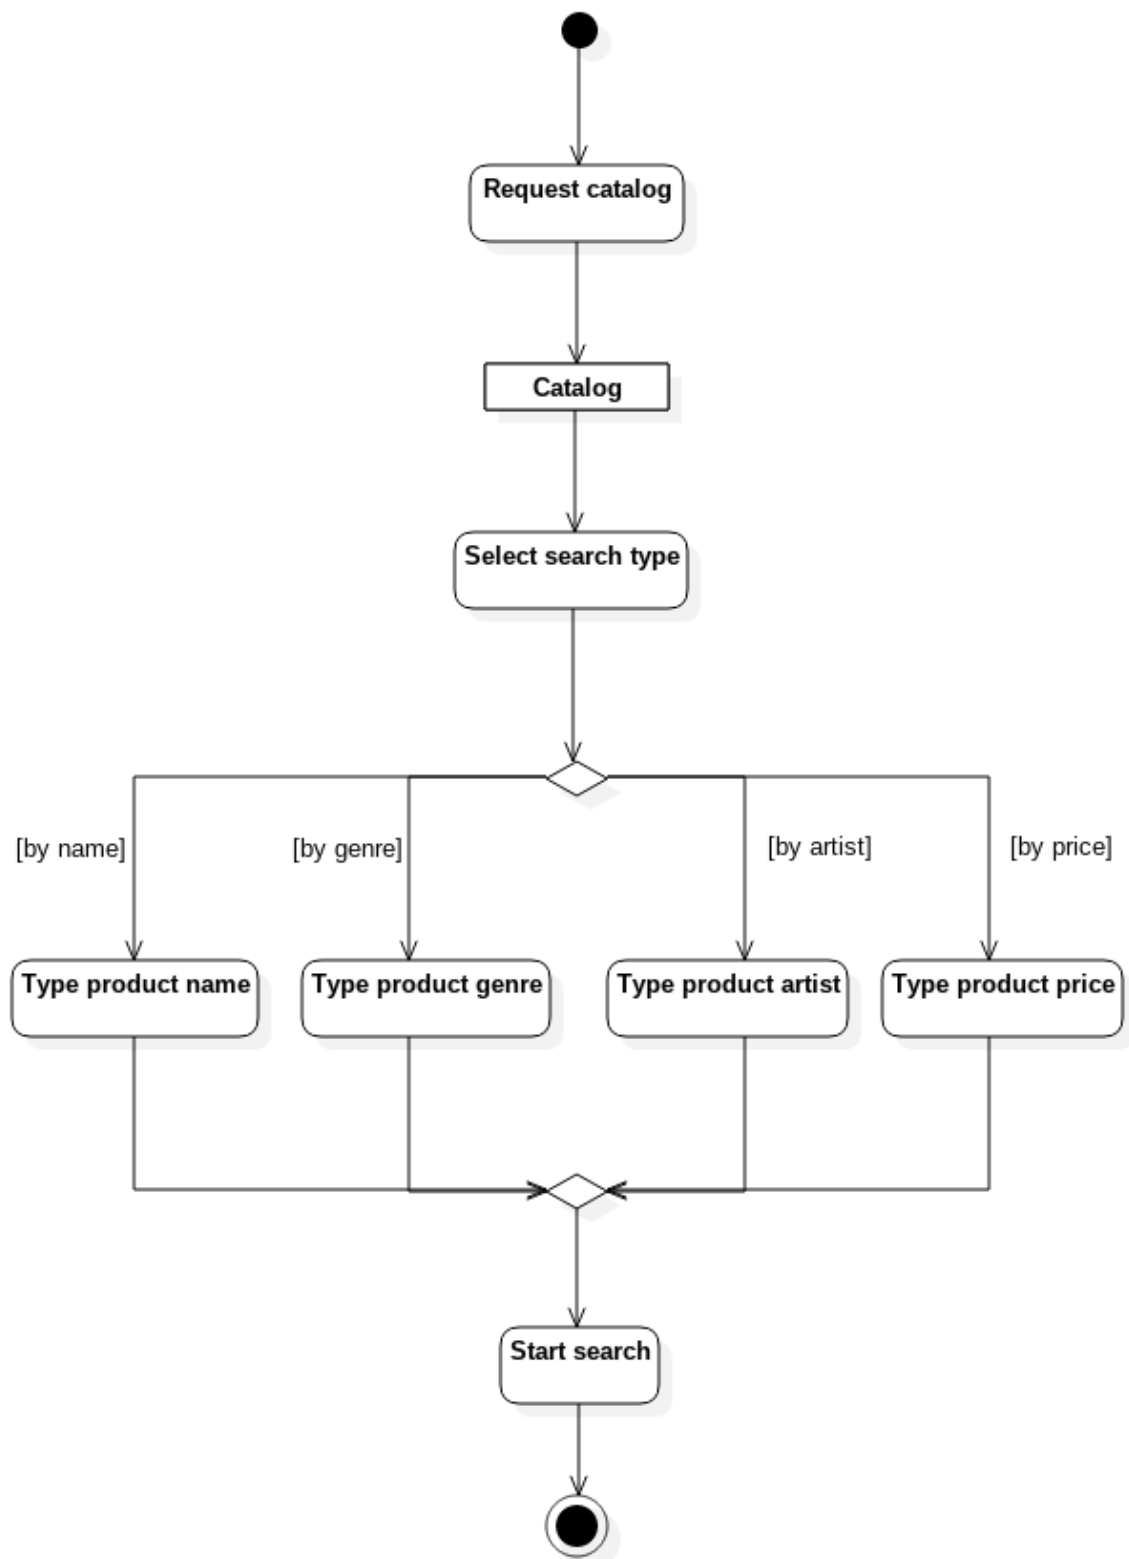 Request catalog
Catalog
Select search type
[by name]
[by genre]
[by artist]
[by price]
Type product name
Type product genre
Type product artist
Type product price
Start search